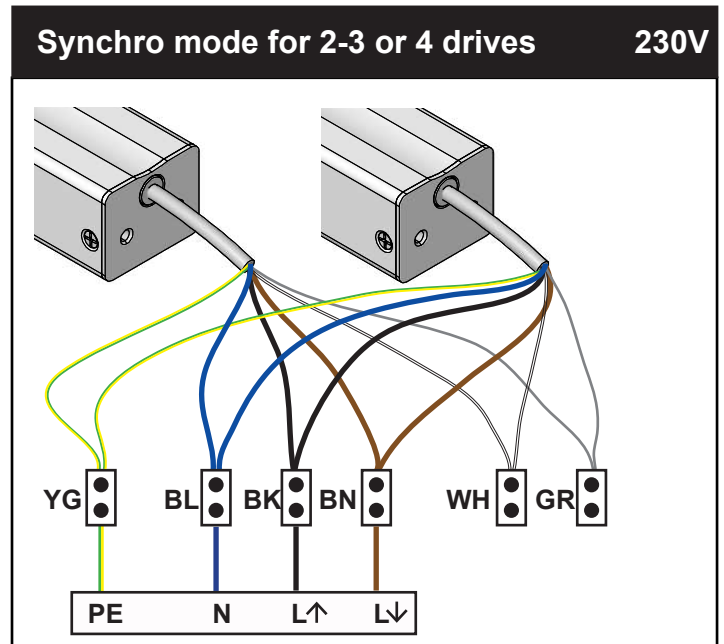 Synchro mode for 2-3 or 4 drives 230V
YG BL BK BN WH GR
PE N L↑ L↓